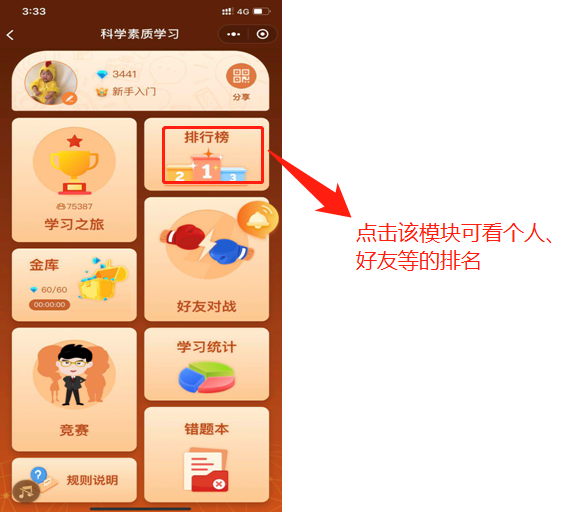 3:33
4G
科学素质学习
3441
新手入门
分享
排行榜
2 1 3
75387
学习之旅
点击该模块可看个人、
好友等的排名
金库
60/60
00:00:00
好友对战
学习统计
竞赛
错题本
?
规则说明